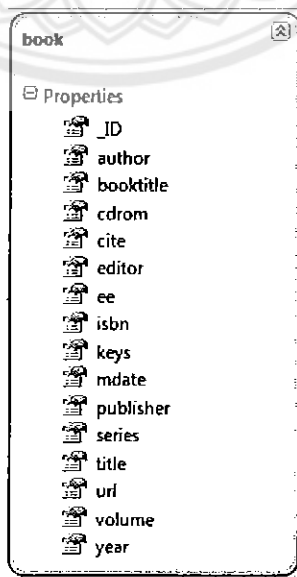 book
Properties
_ID
author
booktitle
cdrom
cite
editor
ee
isbn
keys
mdate
publisher
series
title
url
volume
year